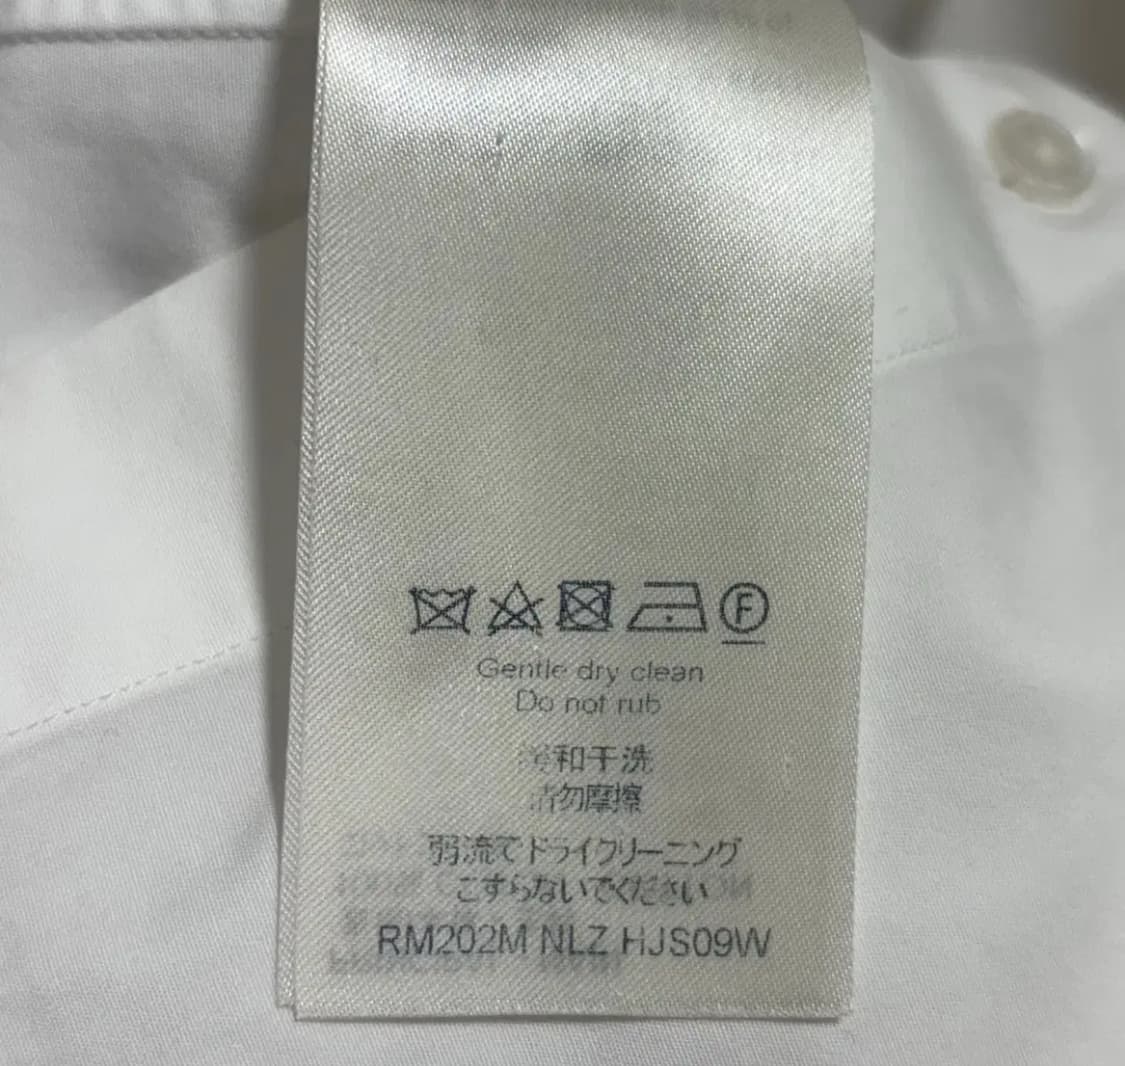 F
Gentle dry clean
Do not rub
缓和干洗
请勿摩擦
弱流でドライクリーニング
こすらないでください
RM202M NLZ HJS09W